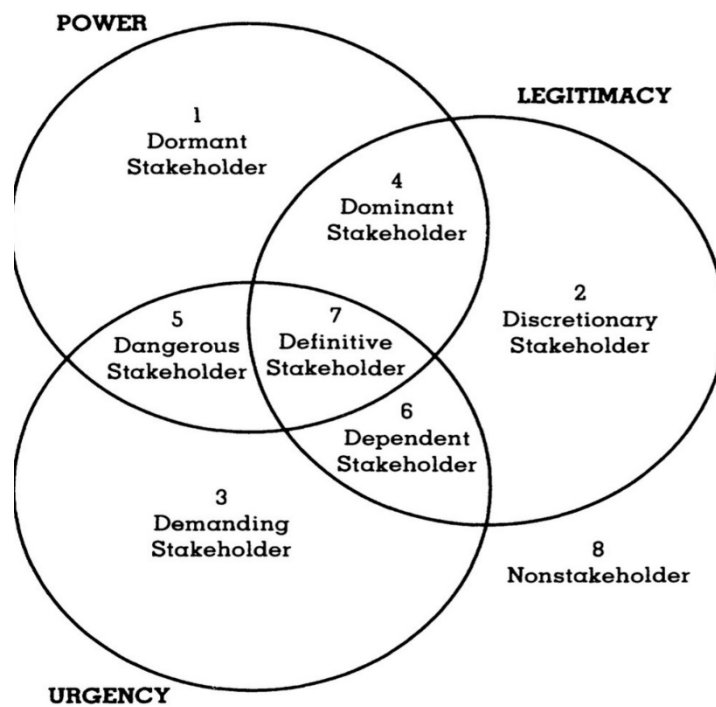 POWER
LEGITIMACY
1
Dormant
Stakeholder
4
Dominant
Stakeholder
2
Discretionary
Stakeholder
5
Dangerous
Stakeholder
7
Definitive
Stakeholder
6
Dependent
Stakeholder
3
Demanding
Stakeholder
8
Nonstakeholder
URGENCY